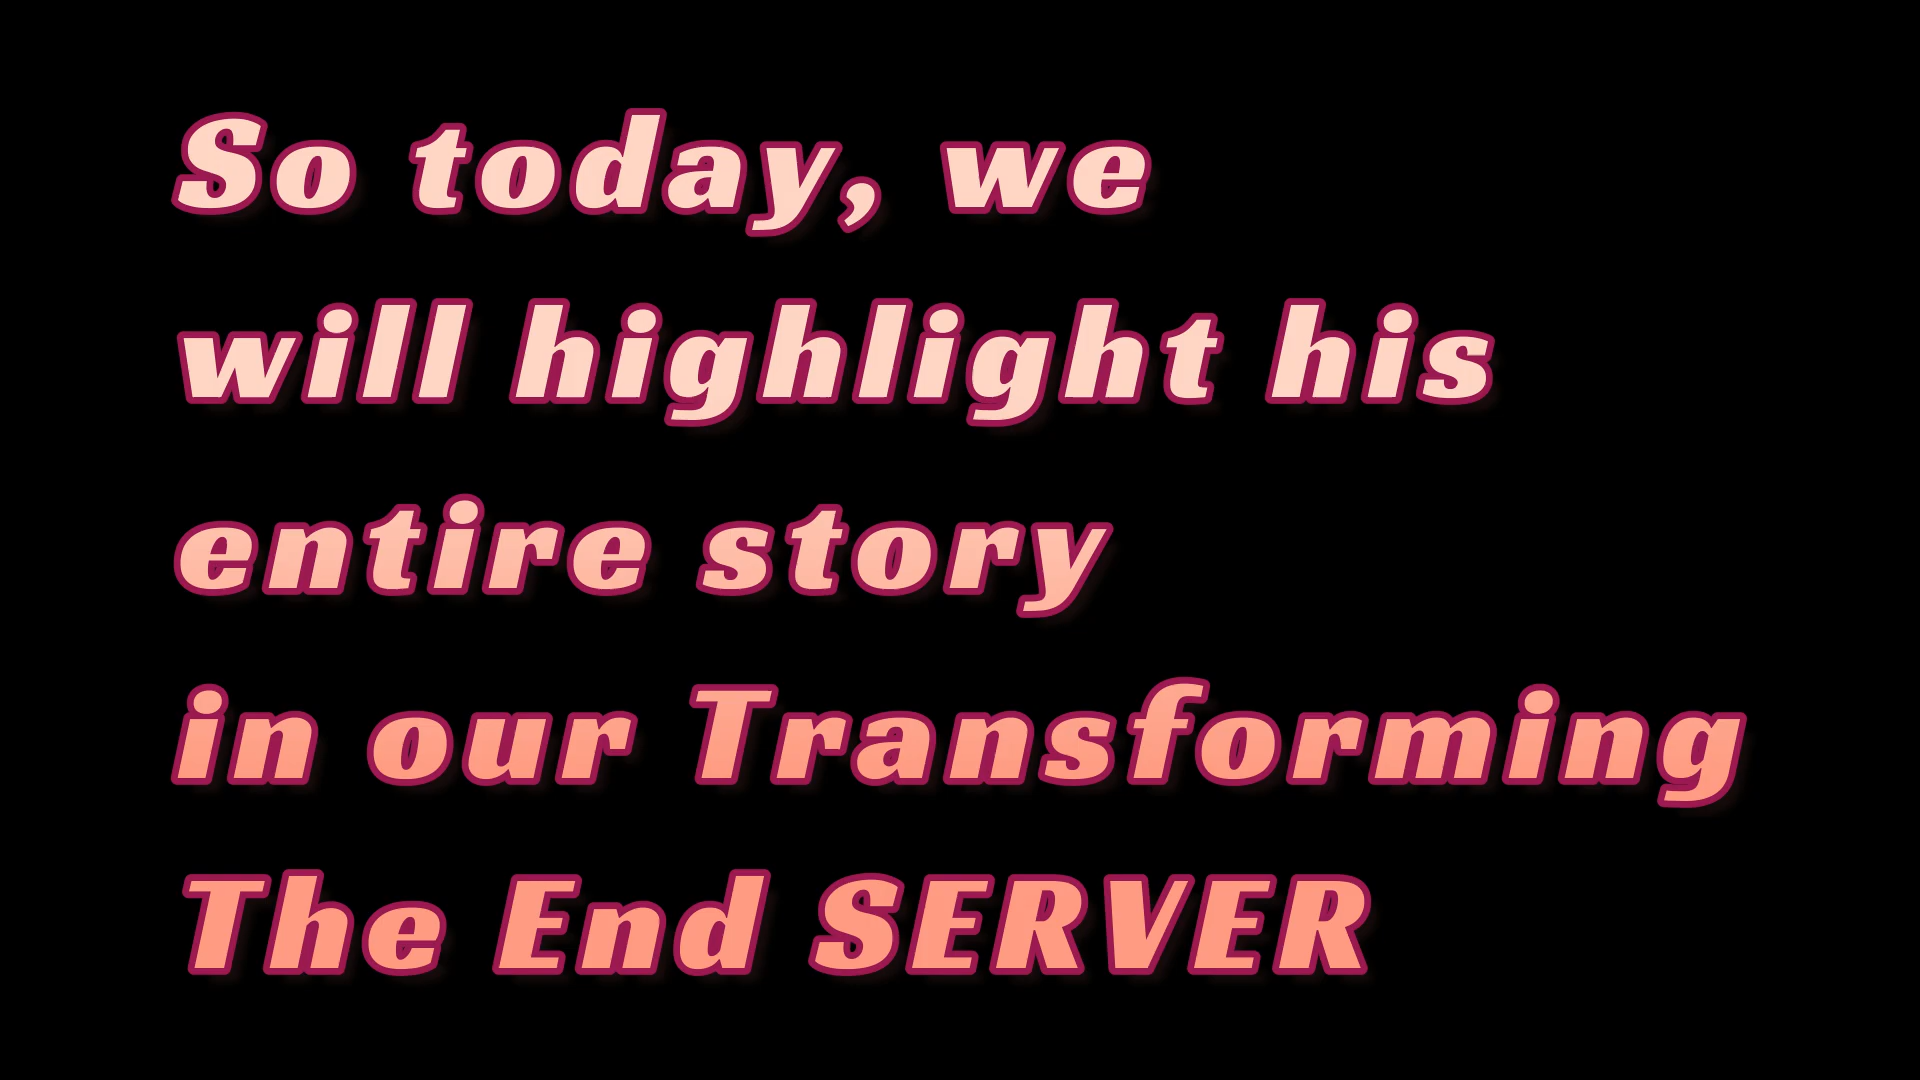 So today, we
will highlight his
entire story
in our Transforming
The End SERVER